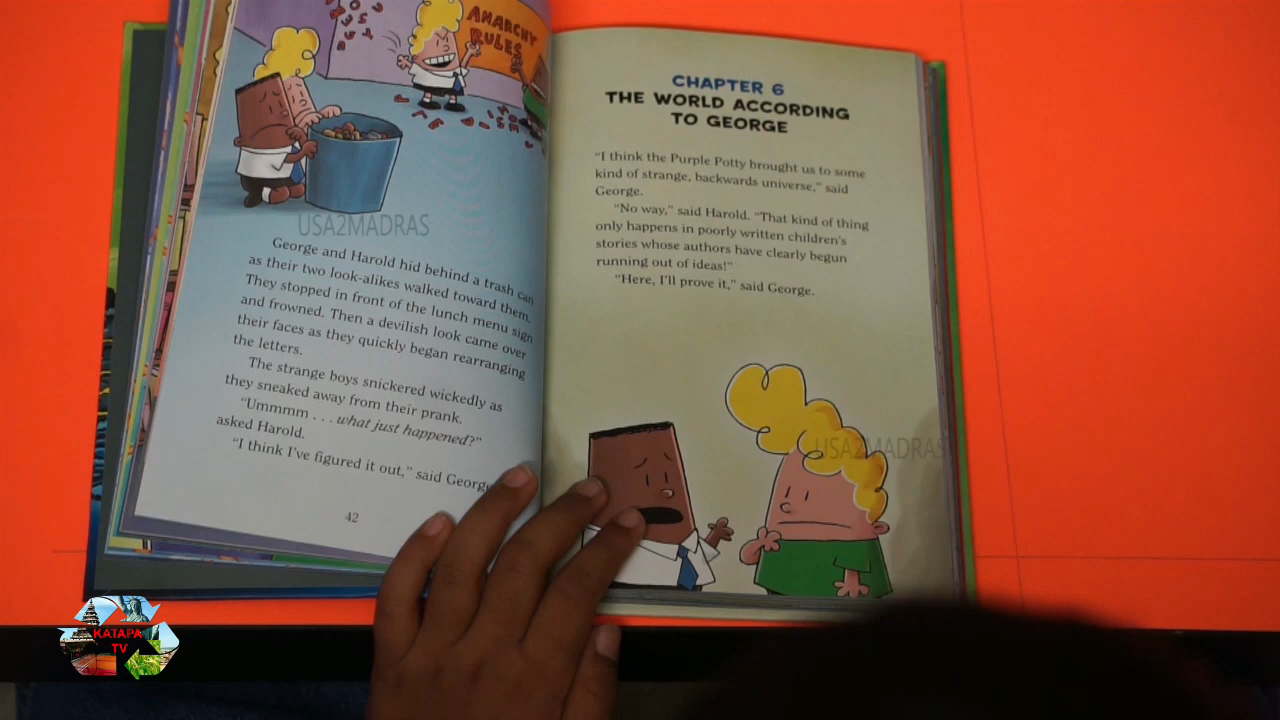 ANARCHY
RULES
USA2MADRAS
George and Harold hid behind a trash can
as their two look-alikes walked toward them.
They stopped in front of the lunch menu sign
and frowned. Then a devilish look came over
their faces as they quickly began rearranging
the letters.
The strange boys snickered wickedly as
they sneaked away from their prank.
“Ummmm . . . what just happened?”
asked Harold.
“I think I’ve figured it out,” said George
42
CHAPTER 6
THE WORLD ACCORDING
TO GEORGE
“I think the Purple Potty brought us to some
kind of strange, backwards universe,” said
George.
“No way,” said Harold. “That kind of thing
only happens in poorly written children’s
stories whose authors have clearly begun
running out of ideas!”
“Here, I’ll prove it,” said George.
USA2MADRAS
KATAPA
TV